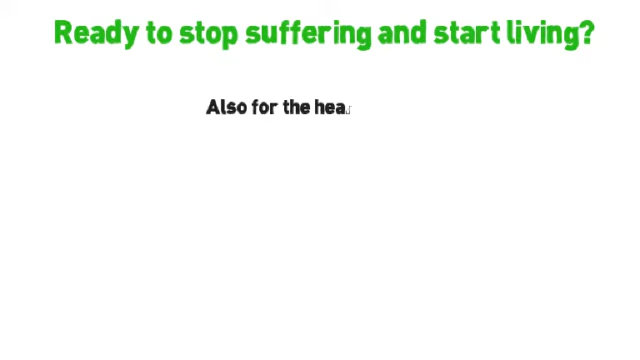 Ready to stop suffering and start living?
Also for the hea